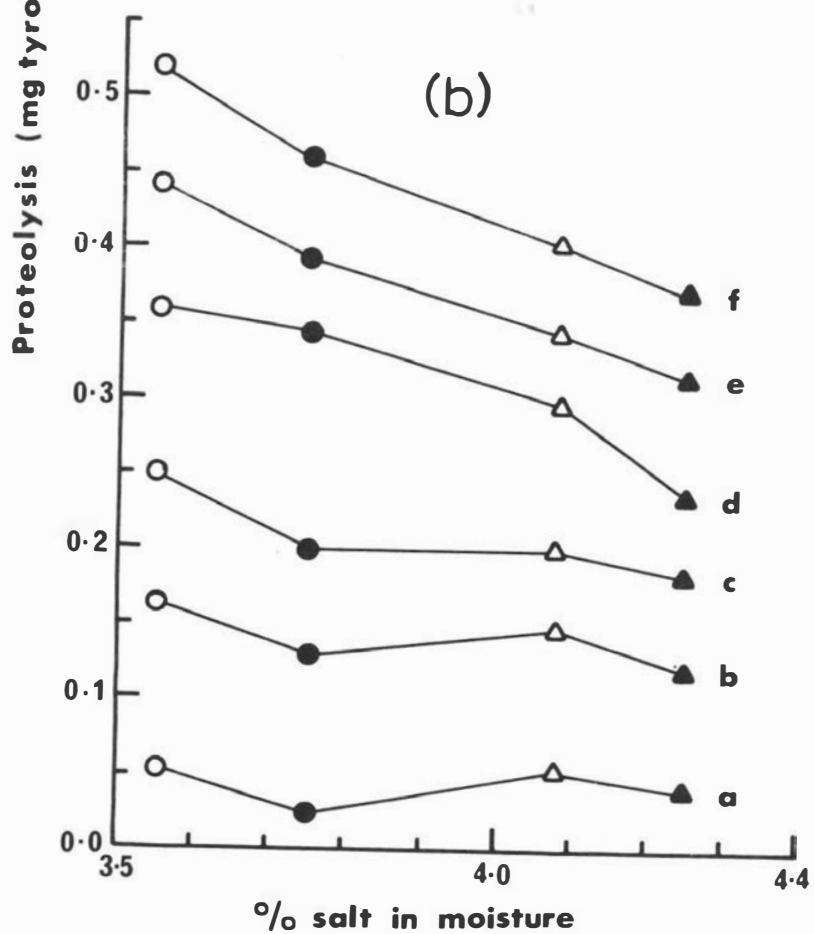 Proteolysis (mg tyro
(b)
0·5
0·4
0·3
0·2
0·1
0·0
f
e
d
c
b
a
3·5 4·0 4·4
% salt in moisture